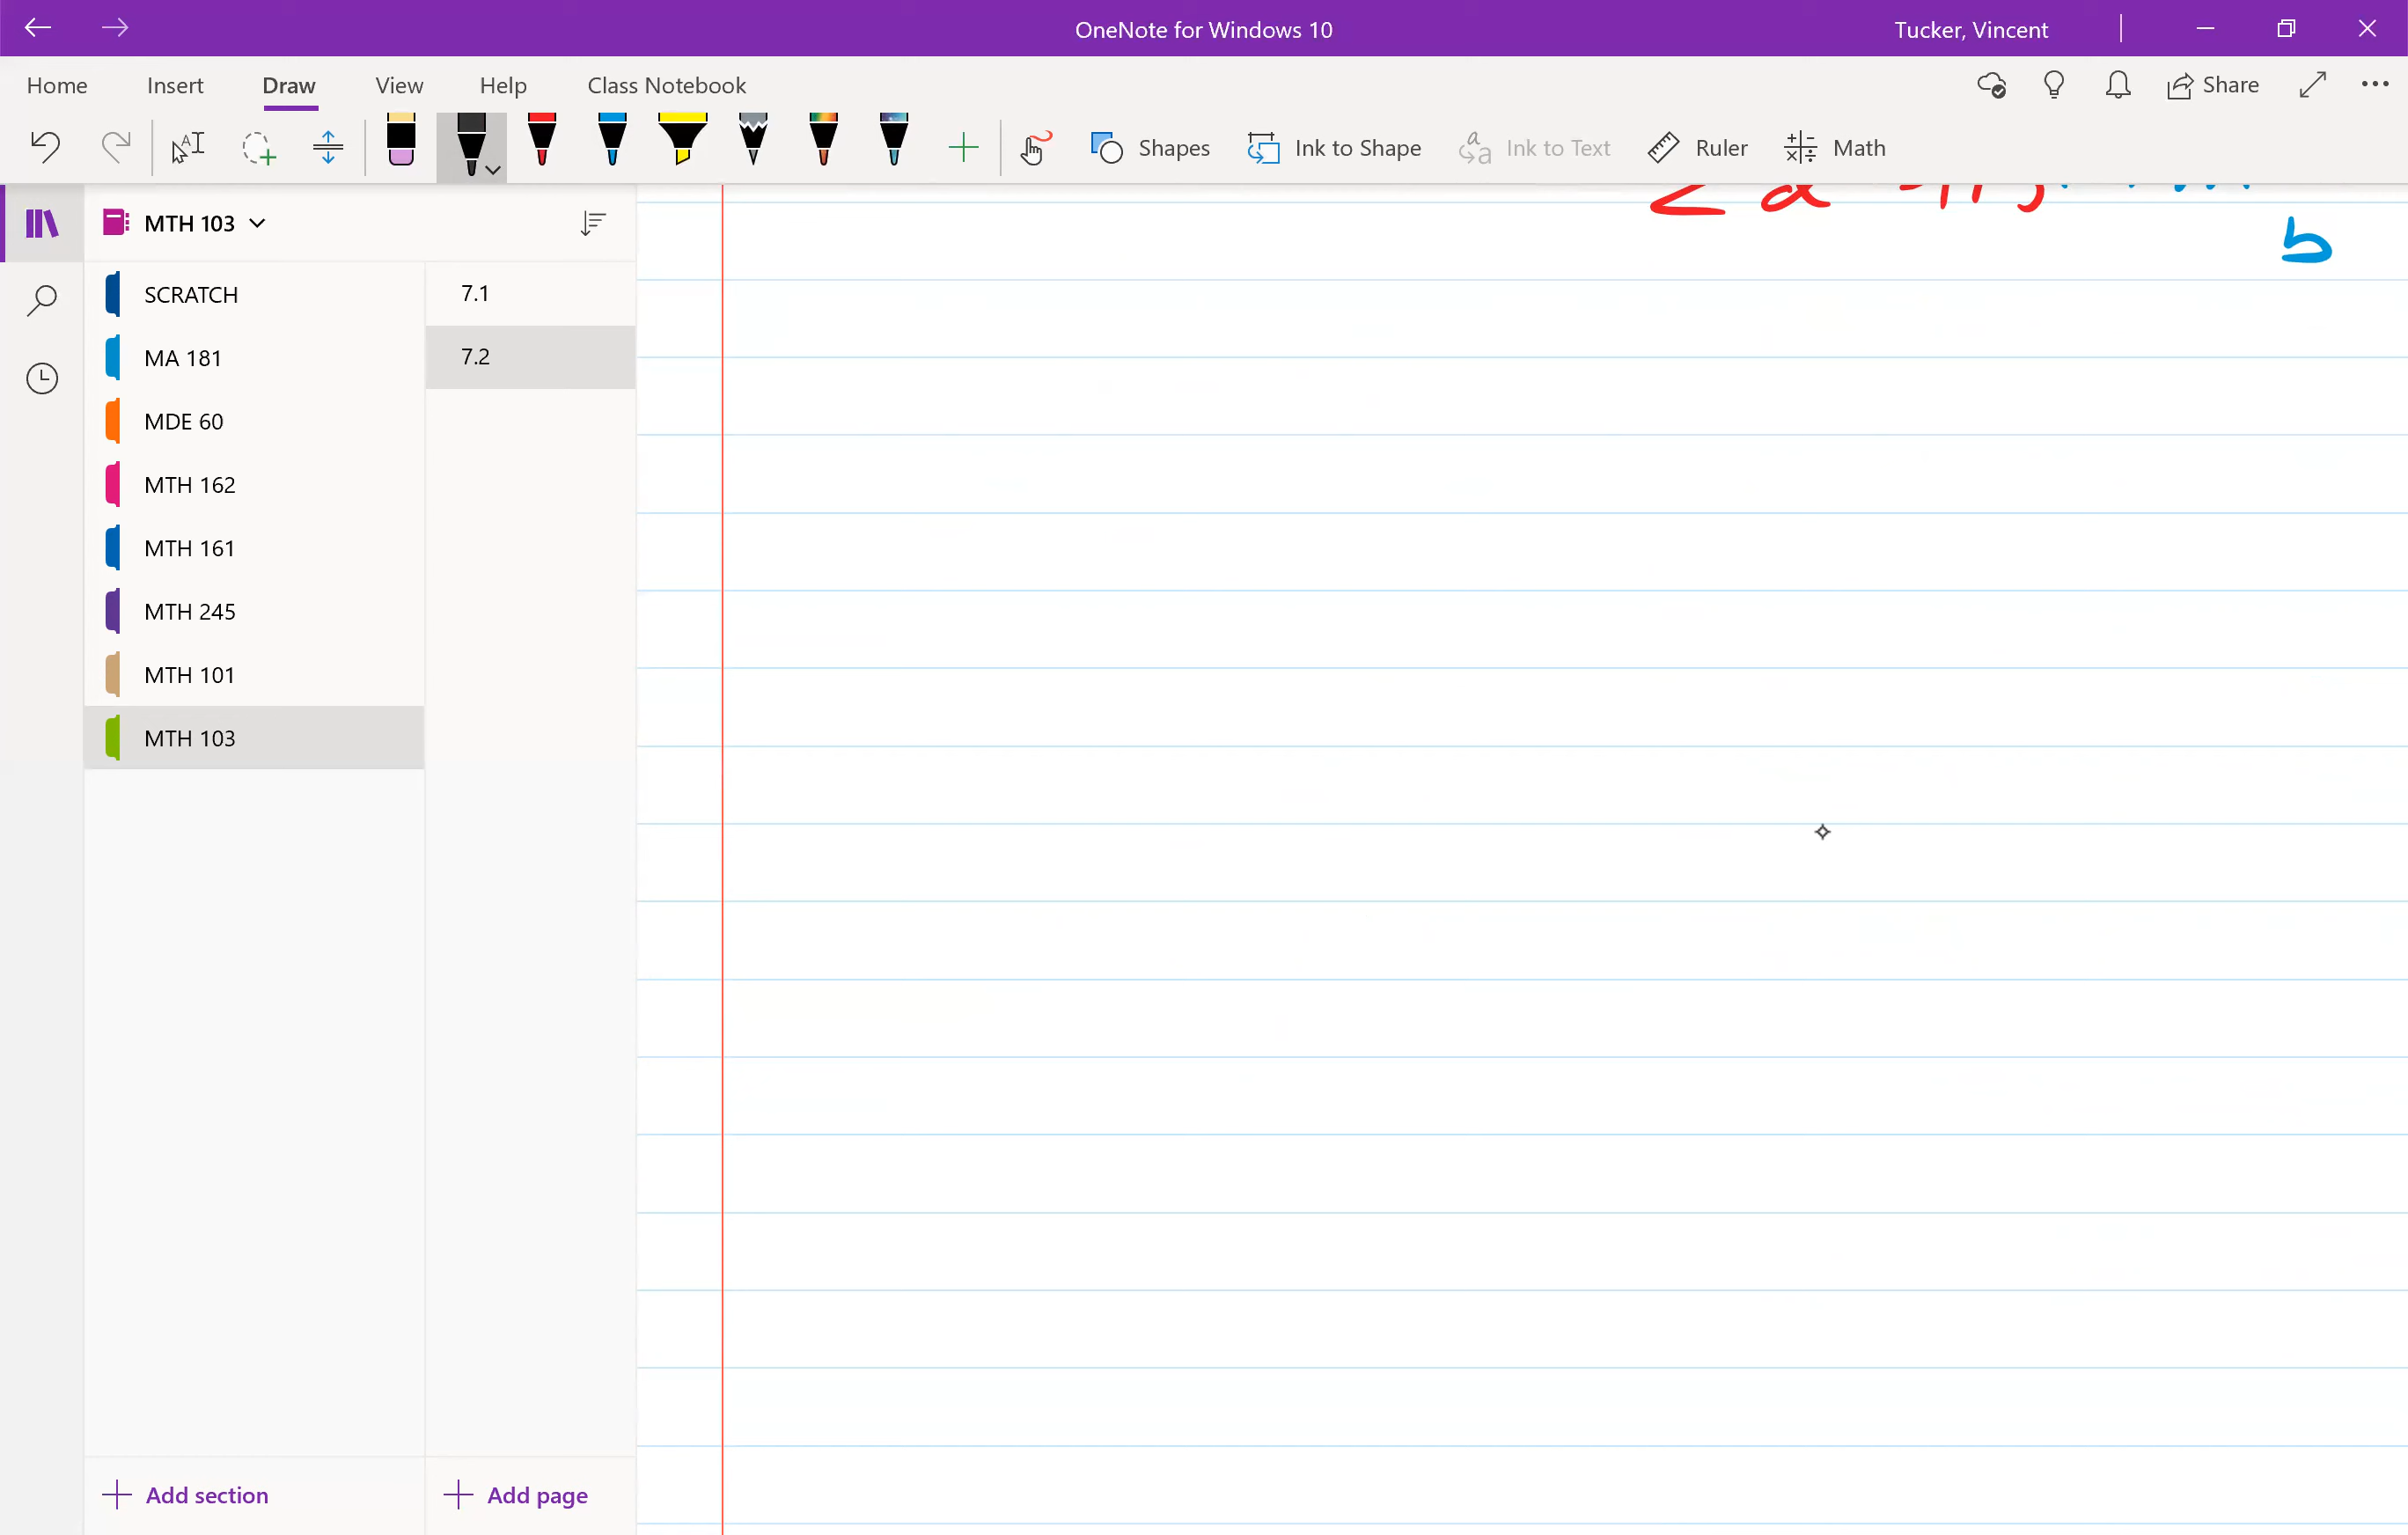 OneNote for Windows 10
Tucker, Vincent
Home Insert Draw View Help Class Notebook
Share
Shapes Ink to Shape Ink to Text Ruler Math
MTH 103
SCRATCH
MA 181
MDE 60
MTH 162
MTH 161
MTH 245
MTH 101
MTH 103
7.1
7.2
b
Add section
Add page